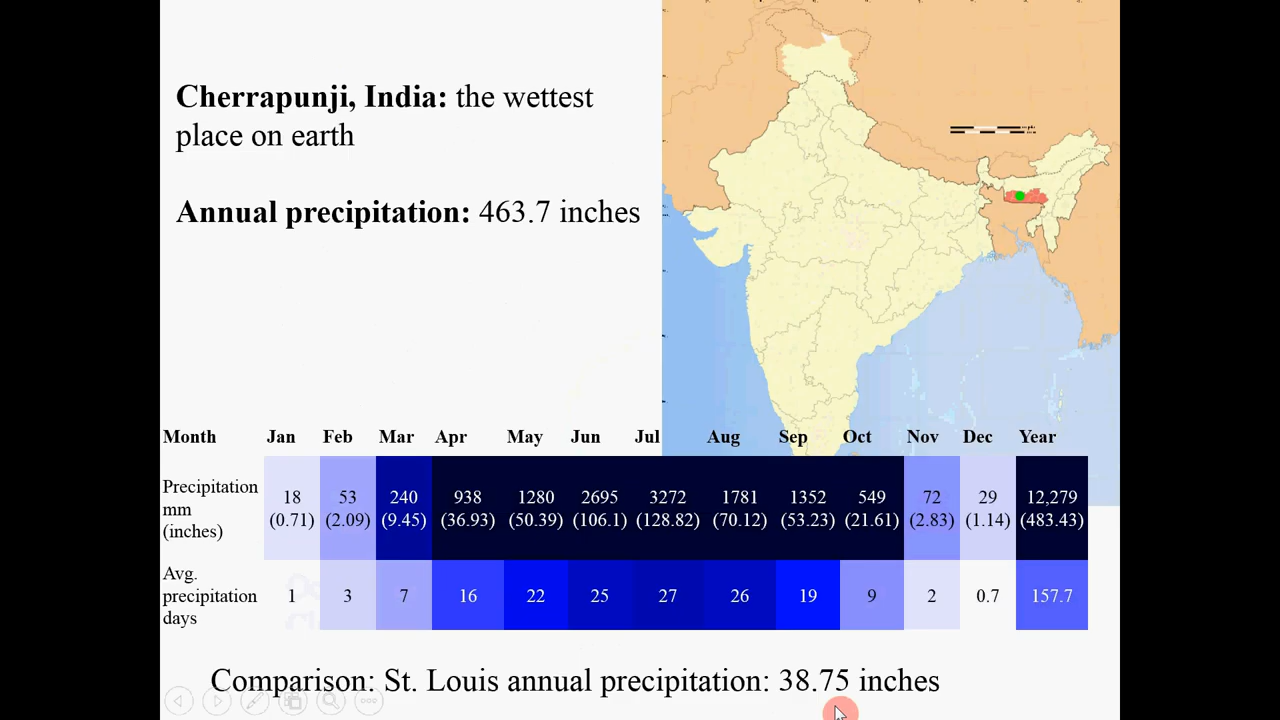 Cherrapunji, India: the wettest
place on earth
Annual precipitation: 463.7 inches
Month Jan Feb Mar Apr May Jun Jul Aug Sep Oct Nov Dec Year
Precipitation mm (inches) 18 (0.71) 53 (2.09) 240 (9.45) 938 (36.93) 1280 (50.39) 2695 (106.1) 3272 (128.82) 1781 (70.12) 1352 (53.23) 549 (21.61) 72 (2.83) 29 (1.14) 12,279 (483.43)
Avg. precipitation days 1 3 7 16 22 25 27 26 19 9 2 0.7 157.7
Comparison: St. Louis annual precipitation: 38.75 inches